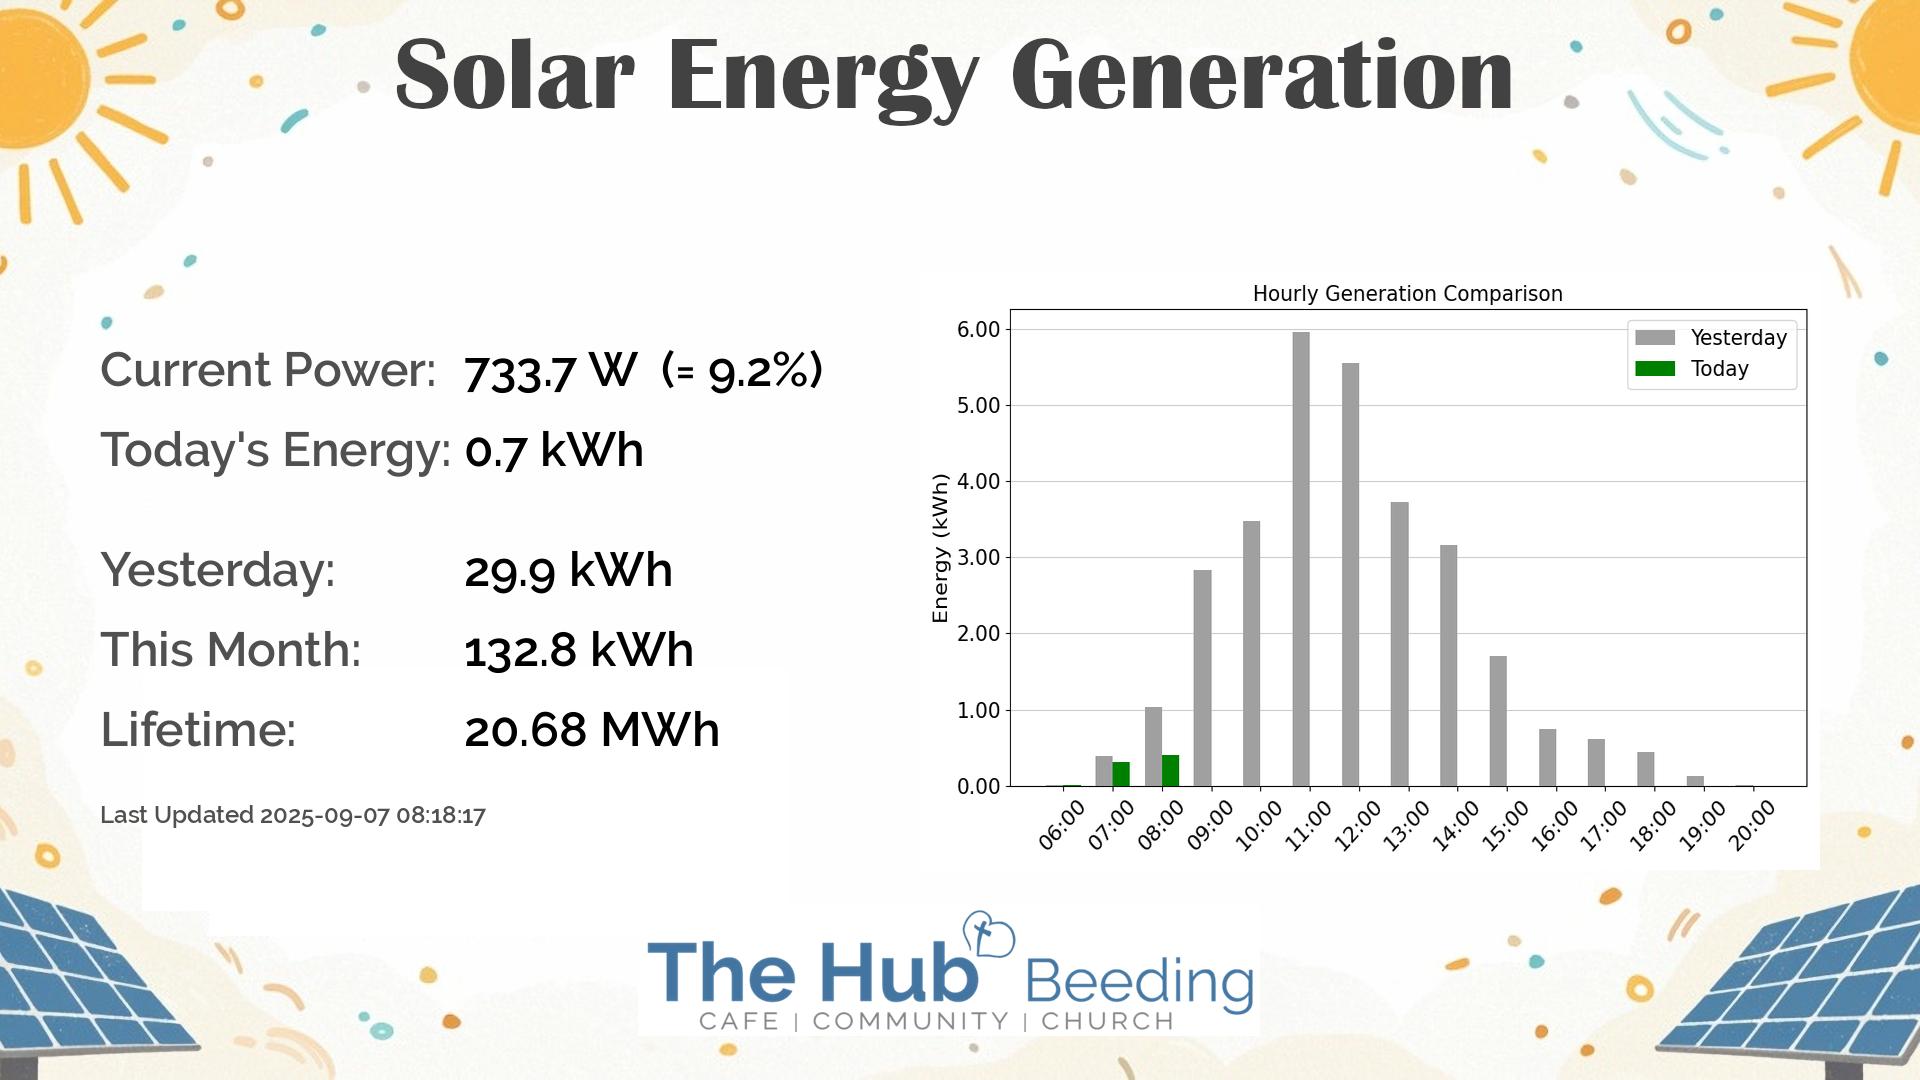 Solar Energy Generation
Current Power: 733.7 W (= 9.2%)
Today's Energy: 0.7 kWh
Yesterday: 29.9 kWh
This Month: 132.8 kWh
Lifetime: 20.68 MWh
Last Updated 2025-09-07 08:18:17
Hourly Generation Comparison
Yesterday
Today
Energy (kWh)
6.00
5.00
4.00
3.00
2.00
1.00
0.00
06:00 07:00 08:00 09:00 10:00 11:00 12:00 13:00 14:00 15:00 16:00 17:00 18:00 19:00 20:00
The Hub Beeding
CAFE | COMMUNITY | CHURCH